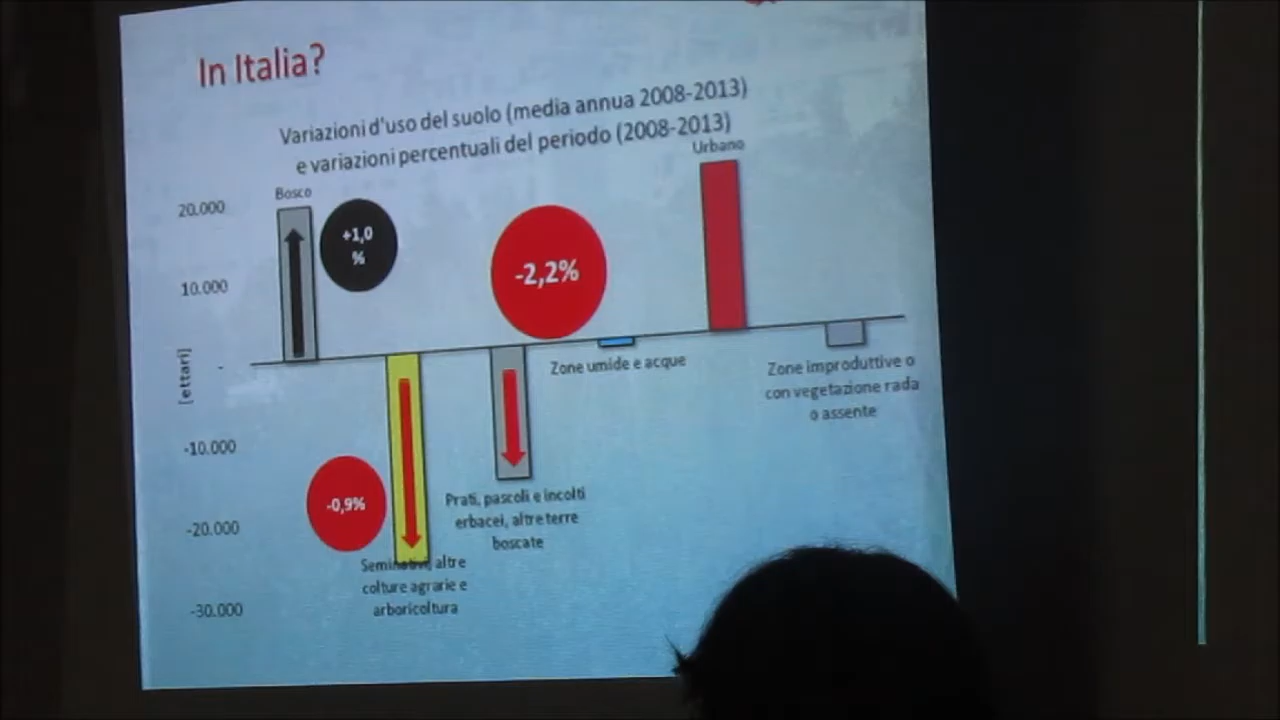 In Italia?
Variazioni d'uso del suolo (media annua 2008-2013)
e variazioni percentuali del periodo (2008-2013)
Urbano
Bosco
20.000
+1,0
%
-2,2%
10.000
[ettari]
-
Zone umide e acque
Zone improduttive o
con vegetazione rada
o assente
-10.000
-0,9%
Prati, pascoli e incolti
erbacei, altre terre
boscate
-20.000
Seminativi, altre
colture agrarie e
arboricoltura
-30.000